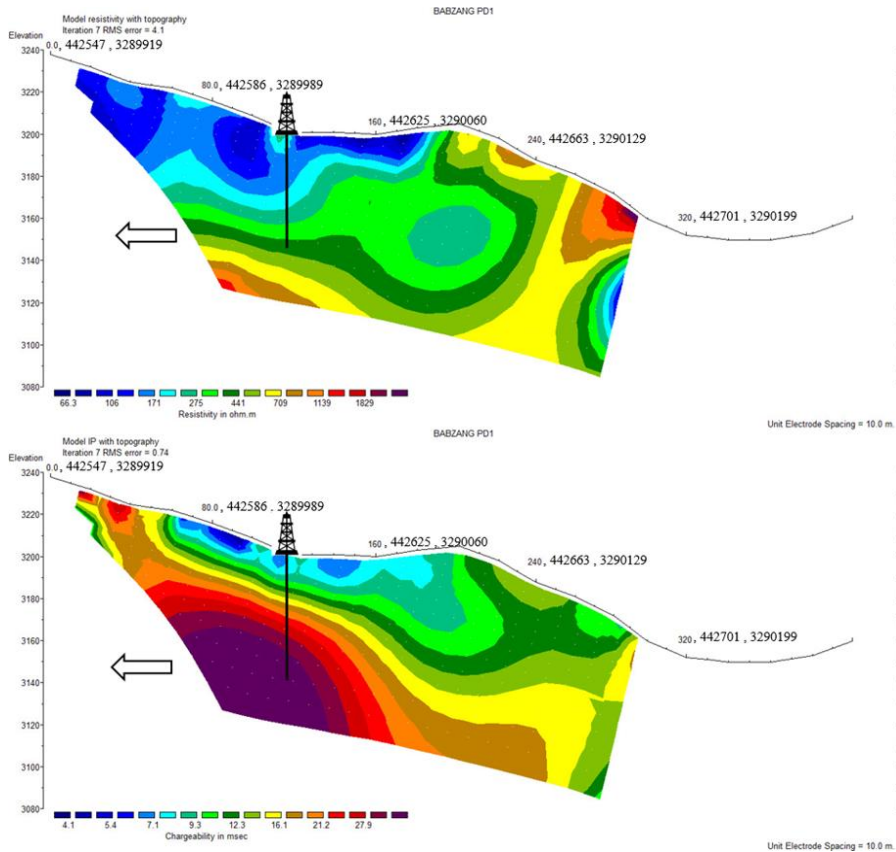 BABZANG PD1
Model resistivity with topography
Iteration 7 RMS error = 4.1
Elevation
0.0, 442547 , 3289919
80.0, 442586 , 3289989
160, 442625 , 3290060
240, 442663 , 3290129
320, 442701 , 3290199
3240
3220
3200
3180
3160
3140
3120
3100
3080
66.3 106 171 275 441 709 1139 1829
Resistivity in ohm.m
Unit Electrode Spacing = 10.0 m.
BABZANG PD1
Model IP with topography
Iteration 7 RMS error = 0.74
Elevation
0.0, 442547 , 3289919
80.0, 442586 , 3289989
160, 442625 , 3290060
240, 442663 , 3290129
320, 442701 , 3290199
3240
3220
3200
3180
3160
3140
3120
3100
3080
4.1 5.4 7.1 9.3 12.3 16.1 21.2 27.9
Chargeability in msec
Unit Electrode Spacing = 10.0 m.